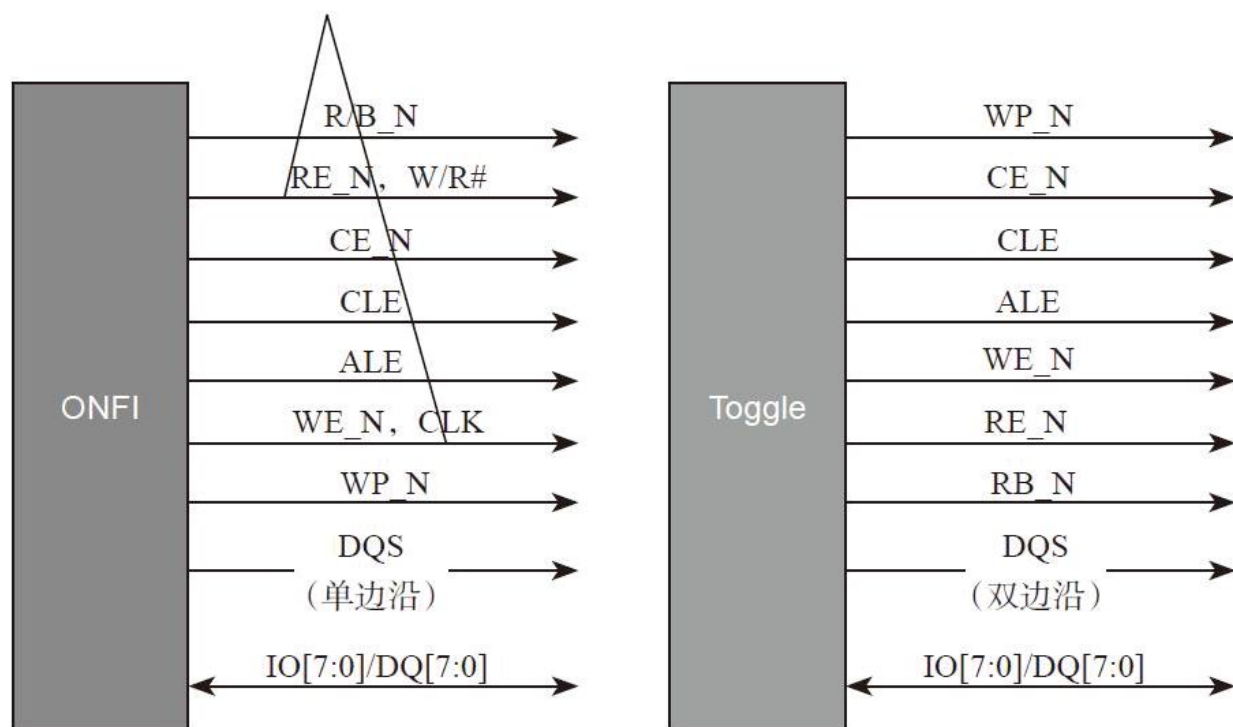 R/B_N
RE_N，W/R#
CE_N
CLE
ALE
ONFI
WE_N，CLK
WP_N
DQS
（单边沿）
IO[7:0]/DQ[7:0]
WP_N
CE_N
CLE
ALE
WE_N
Toggle
RE_N
RB_N
DQS
（双边沿）
IO[7:0]/DQ[7:0]